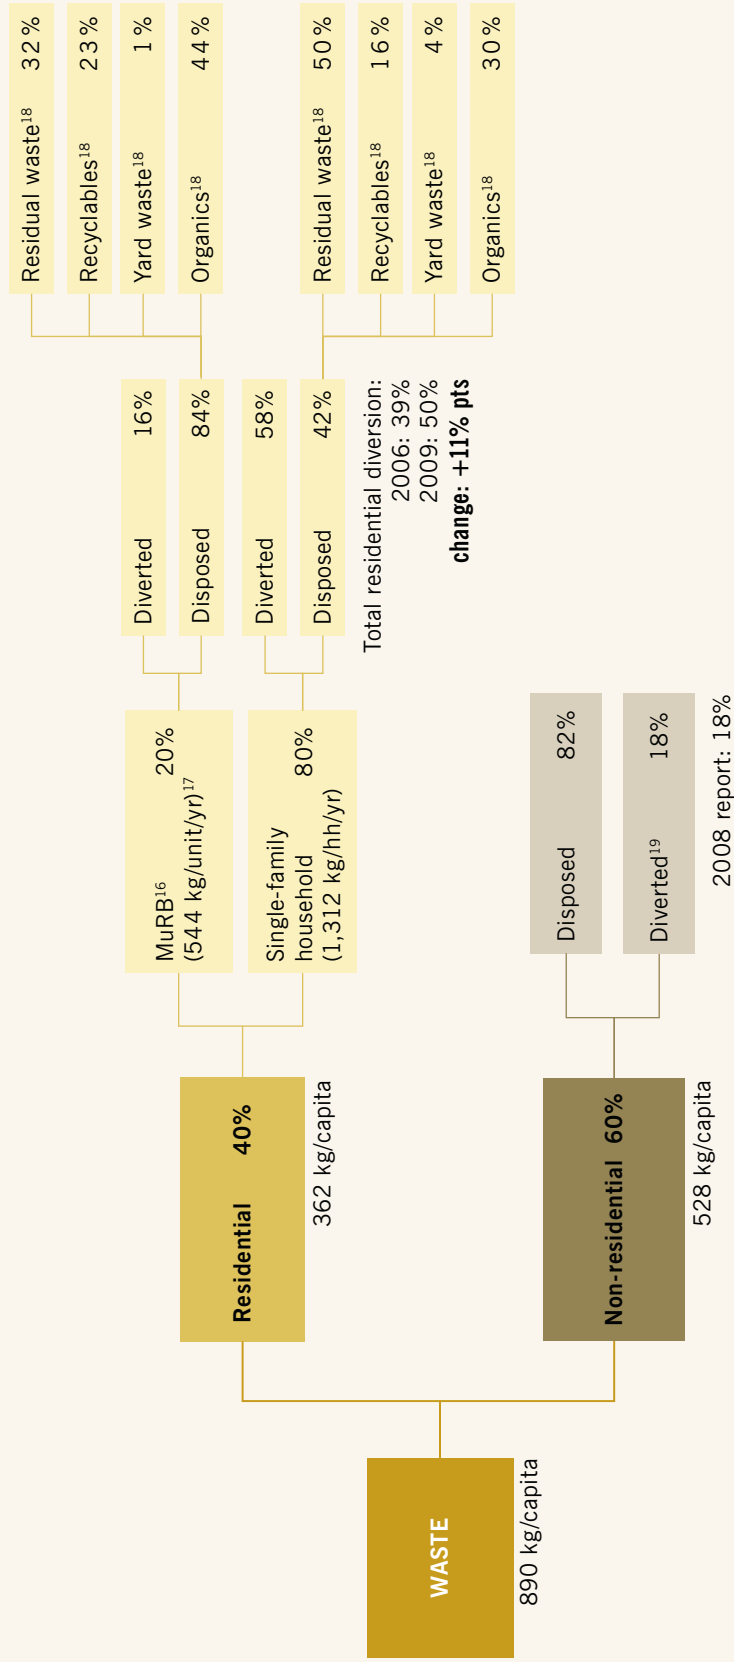 WASTE
890 kg/capita
Residential 40%
362 kg/capita
MuRB16 20%
(544 kg/unit/yr)17
Diverted 16%
Disposed 84%
Residual waste18 32%
Recyclables18 23%
Yard waste18 1%
Organics18 44%
Single-family
household 80%
(1,312 kg/hh/yr)
Diverted 58%
Disposed 42%
Residual waste18 50%
Recyclables18 16%
Yard waste18 4%
Organics18 30%
Total residential diversion:
2006: 39%
2009: 50%
change: +11% pts
Non-residential 60%
528 kg/capita
Disposed 82%
Diverted19 18%
2008 report: 18%